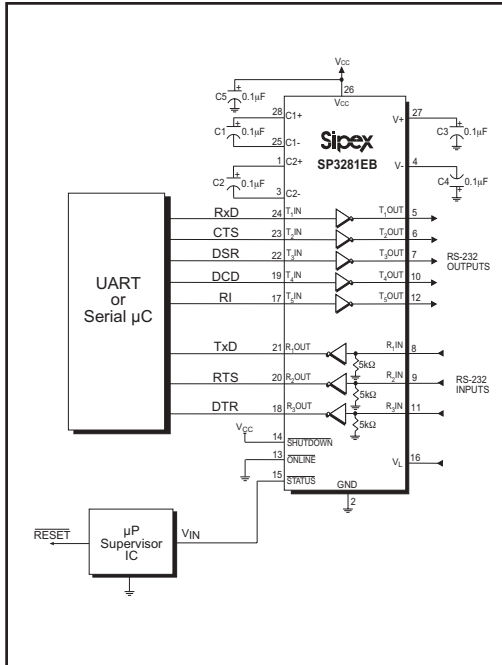 VCC
C5
+
0.1µF
26
VCC
28
C1+
C1
+
0.1µF
25
C1-
1
C2+
C2
+
0.1µF
3
C2-
Sipex
SP3281EB
27
V+
C3
+
0.1µF
4
V-
C4
+
0.1µF
UART
or
Serial µC
RxD 24 T1IN T1OUT 5
CTS 23 T2IN T2OUT 6
DSR 22 T3IN T3OUT 7
DCD 19 T4IN T4OUT 10
RI 17 T5IN T5OUT 12
RS-232
OUTPUTS
TxD 21 R1OUT R1IN 8
5kΩ
RTS 20 R2OUT R2IN 9
5kΩ
DTR 18 R3OUT R3IN 11
5kΩ
RS-232
INPUTS
VCC
14
SHUTDOWN
13
ONLINE
15
STATUS
VL 16
GND
2
RESET
µP
Supervisor
IC
VIN